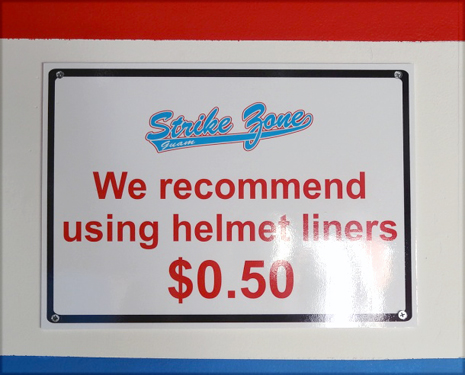 Strike Zone
Guam
We recommend
using helmet liners
$0.50